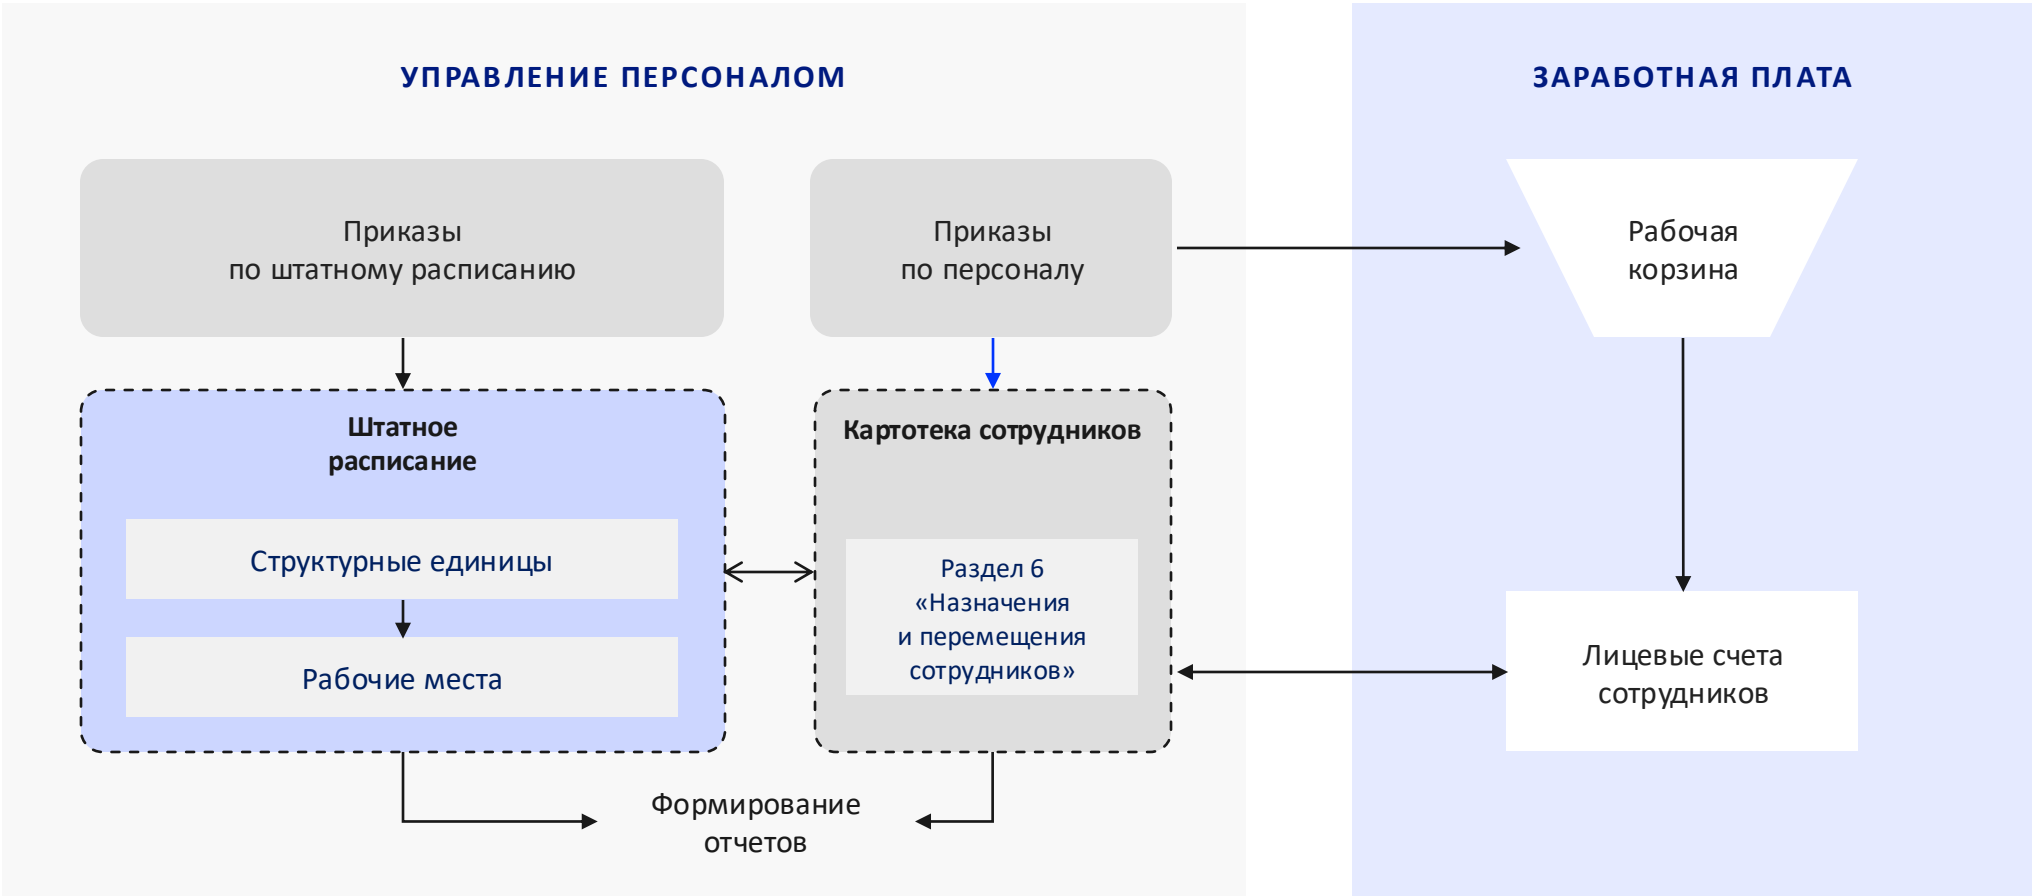 УПРАВЛЕНИЕ ПЕРСОНАЛОМ
ЗАРАБОТНАЯ ПЛАТА
Приказы
по штатному расписанию
Приказы
по персоналу
Рабочая
корзина
Штатное
расписание
Структурные единицы
Рабочие места
Картотека сотрудников
Раздел 6
«Назначения
и перемещения
сотрудников»
Лицевые счета
сотрудников
Формирование
отчетов